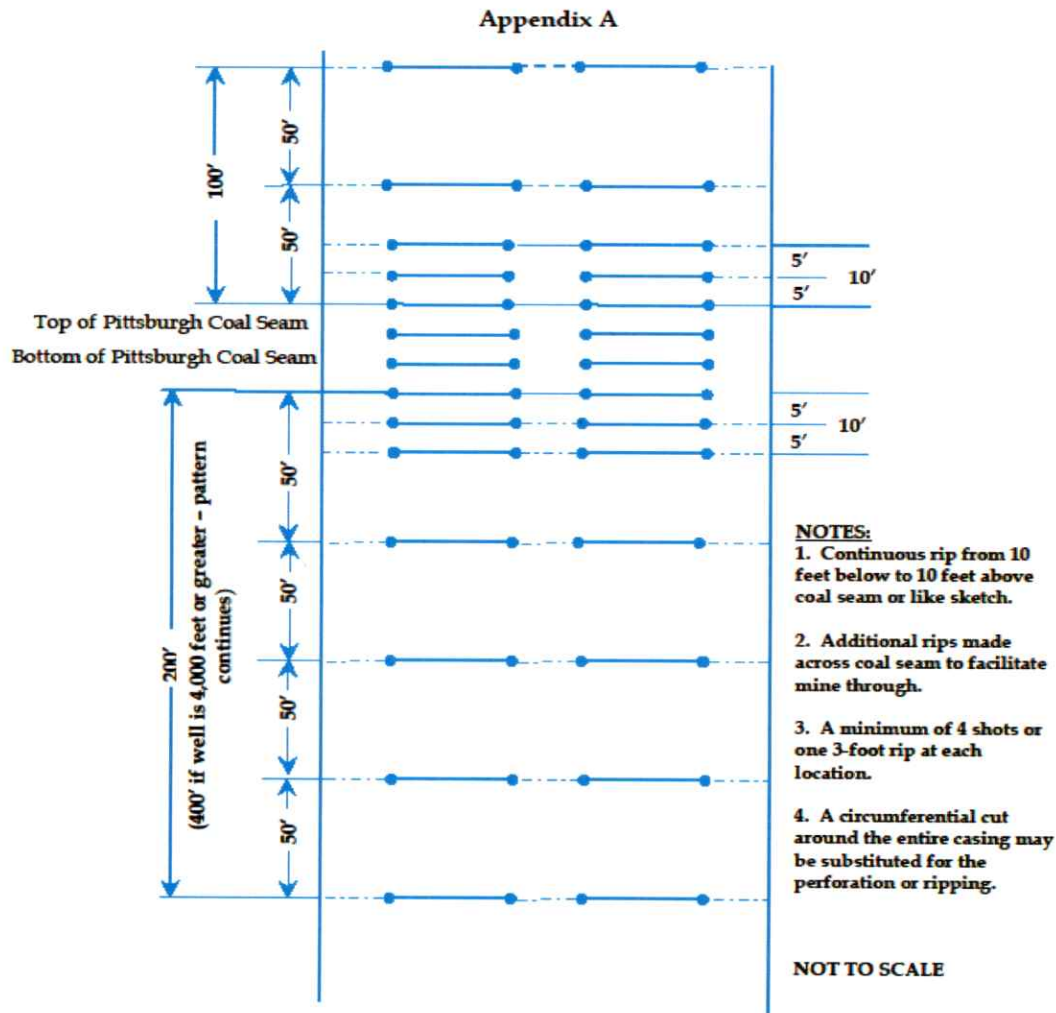 Appendix A
100'
50'
50'
5'
10'
5'
Top of Pittsburgh Coal Seam
Bottom of Pittsburgh Coal Seam
5'
10'
5'
200'
(400' if well is 4,000 feet or greater – pattern
continues)
50'
50'
50'
50'
NOTES:
1. Continuous rip from 10
feet below to 10 feet above
coal seam or like sketch.
2. Additional rips made
across coal seam to facilitate
mine through.
3. A minimum of 4 shots or
one 3-foot rip at each
location.
4. A circumferential cut
around the entire casing may
be substituted for the
perforation or ripping.
NOT TO SCALE